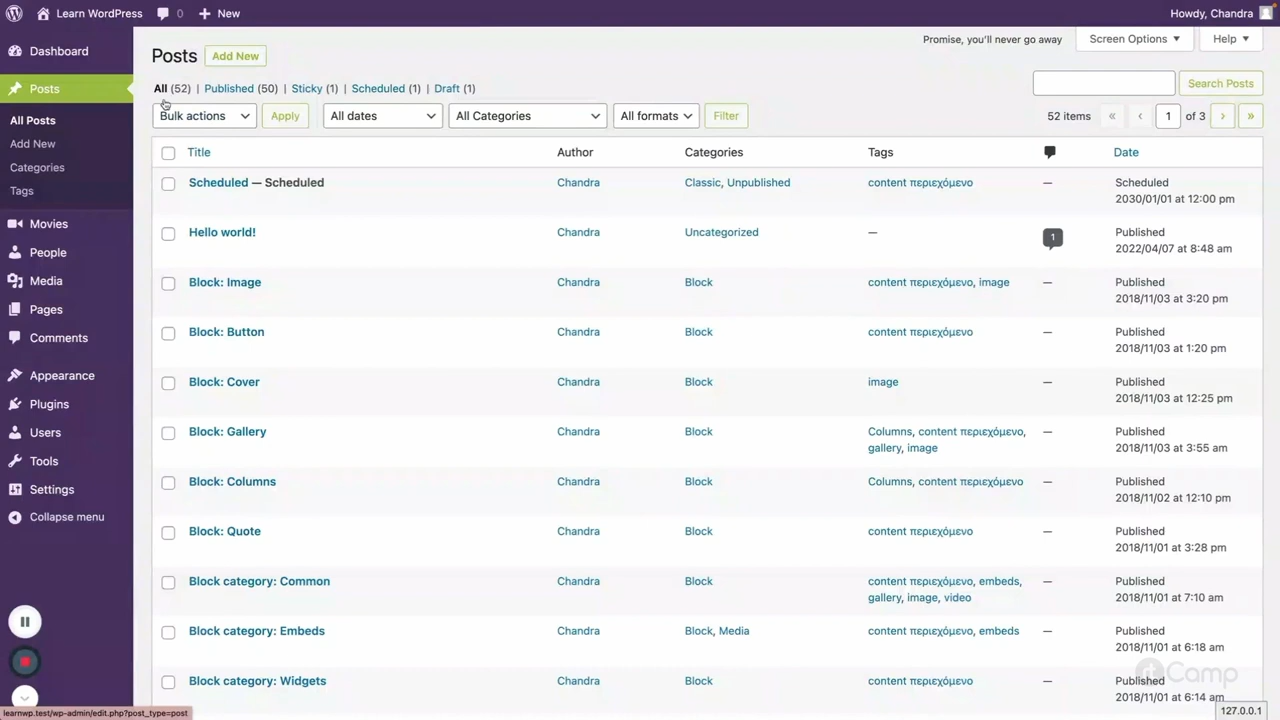 Learn WordPress 0 New Howdy, Chandra
Dashboard
Posts
All Posts
Add New
Categories
Tags
Movies
People
Media
Pages
Comments
Appearance
Plugins
Users
Tools
Settings
Collapse menu
Promise, you'll never go away Screen Options Help
Posts Add New
All (52) | Published (50) | Sticky (1) | Scheduled (1) | Draft (1) Search Posts
Bulk actions Apply All dates All Categories All formats Filter 52 items « ‹ 1 of 3 › »
Title Author Categories Tags Date
Scheduled — Scheduled Chandra Classic, Unpublished content περιεχόμενο — Scheduled
2030/01/01 at 12:00 pm
Hello world! Chandra Uncategorized — 1 Published
2022/04/07 at 8:48 am
Block: Image Chandra Block content περιεχόμενο, image — Published
2018/11/03 at 3:20 pm
Block: Button Chandra Block content περιεχόμενο — Published
2018/11/03 at 1:20 pm
Block: Cover Chandra Block image — Published
2018/11/03 at 12:25 pm
Block: Gallery Chandra Block Columns, content περιεχόμενο, — Published
gallery, image 2018/11/03 at 3:55 am
Block: Columns Chandra Block Columns, content περιεχόμενο — Published
2018/11/02 at 12:10 pm
Block: Quote Chandra Block content περιεχόμενο — Published
2018/11/01 at 3:28 pm
Block category: Common Chandra Block content περιεχόμενο, embeds, — Published
gallery, image, video 2018/11/01 at 7:10 am
Block category: Embeds Chandra Block, Media content περιεχόμενο, embeds — Published
2018/11/01 at 6:18 am
Block category: Widgets Chandra Block content περιεχόμενο — Published
2018/11/01 at 6:14 am
rtCamp
learnwp.test/wp-admin/edit.php?post_type=post 127.0.0.1